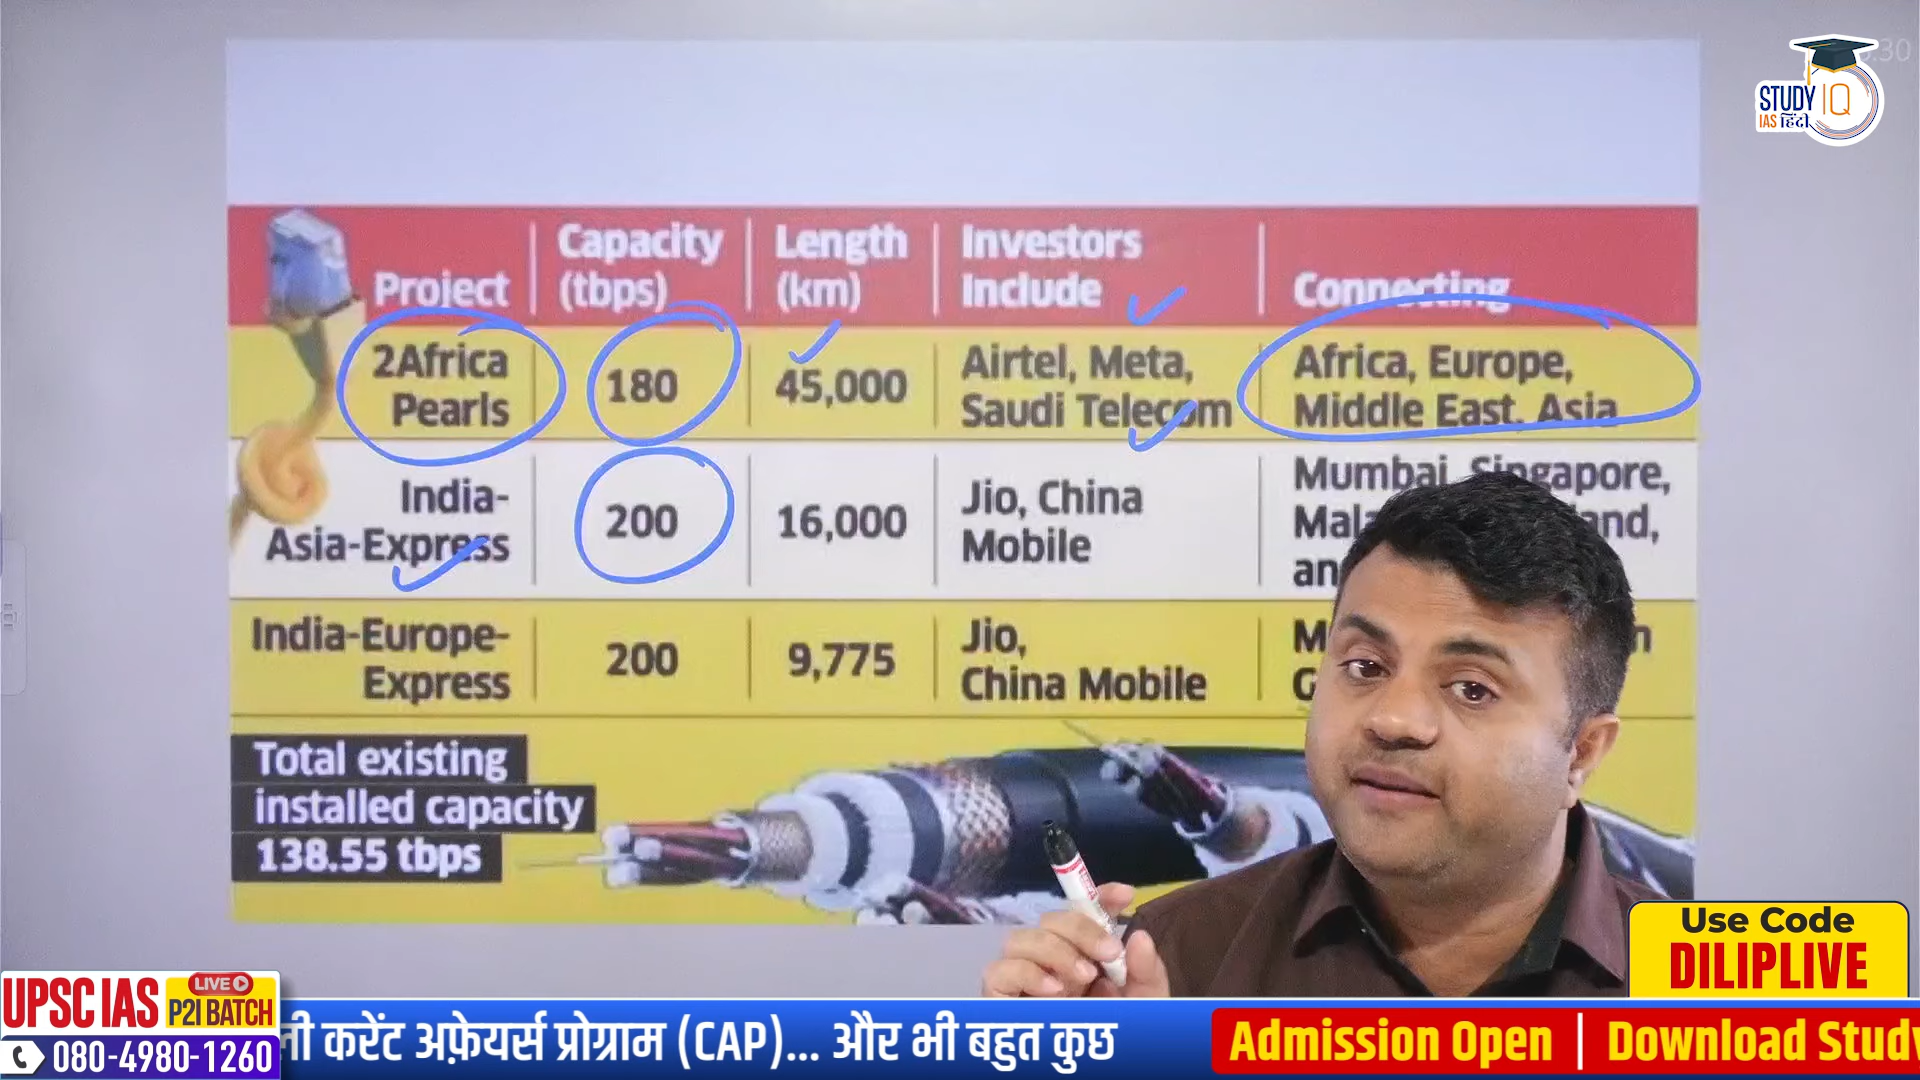 STUDY IQ
IAS हिंदी
Project
Capacity
(tbps)
Length
(km)
Investors
Include
Connecting
2Africa
Pearls
180
45,000
Airtel, Meta,
Saudi Telecom
Africa, Europe,
Middle East, Asia
India-
Asia-Express
200
16,000
Jio, China
Mobile
Mumbai, Singapore,
India-Europe-
Express
200
9,775
Jio,
China Mobile
Total existing
installed capacity
138.55 tbps
Use Code
DILIPLIVE
UPSC IAS
LIVE
P2I BATCH
080-4980-1260
करेंट अफ़ेयर्स प्रोग्राम (CAP)... और भी बहुत कुछ
Admission Open | Download